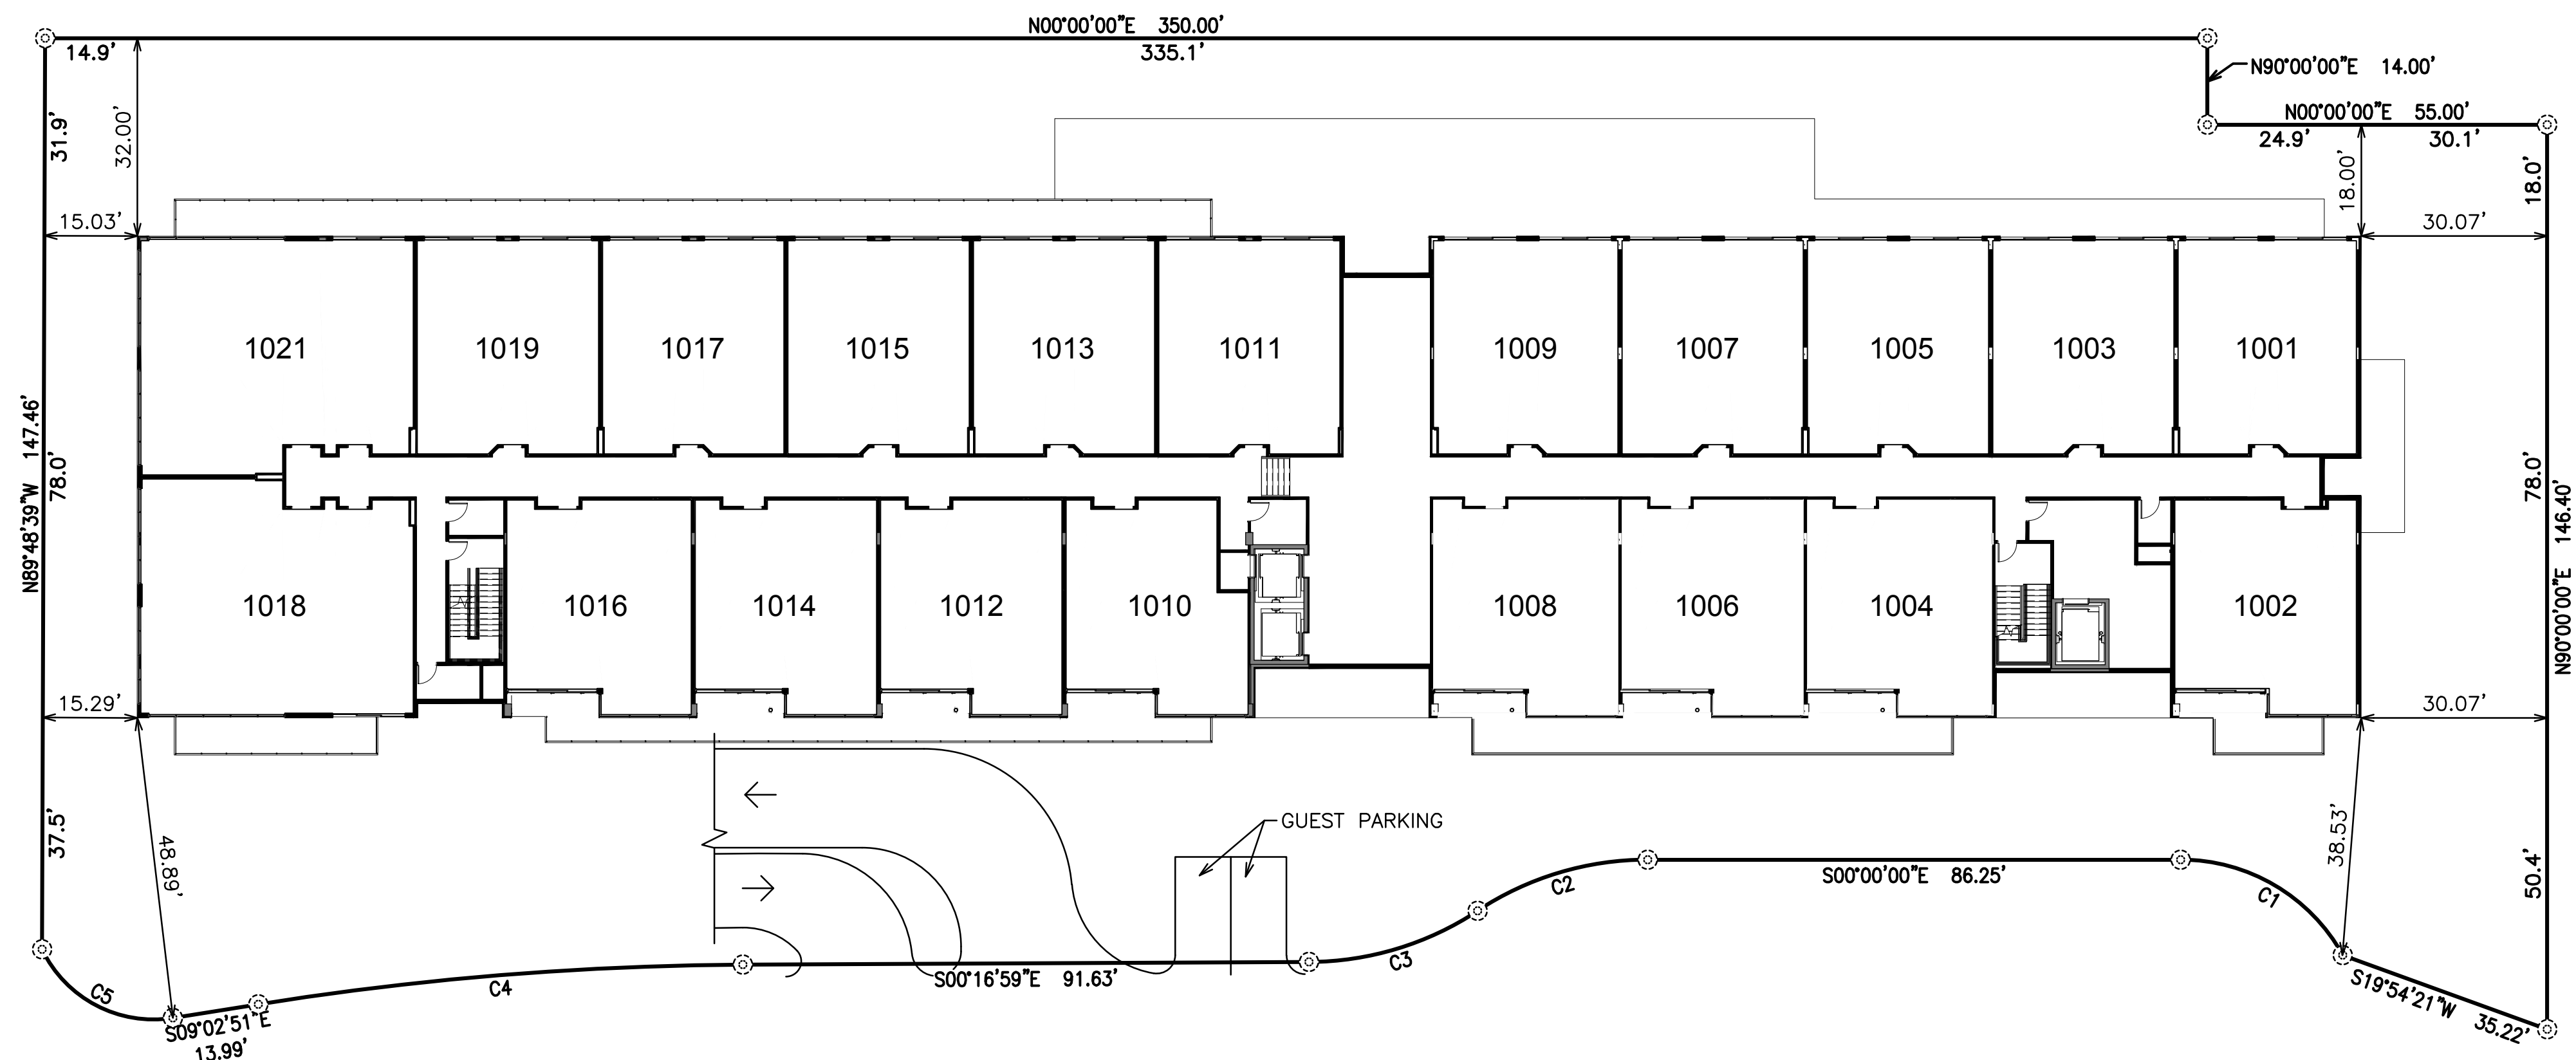 N00°00'00"E 350.00'
14.9'
335.1'
N90°00'00"E 14.00'
N00°00'00"E 55.00'
24.9'
30.1'
31.9'
32.00'
18.00'
18.0'
15.03'
30.07'
1021
1019
1017
1015
1013
1011
1009
1007
1005
1003
1001
N89°48'39"W 147.46'
78.0'
78.0'
N90°00'00"E 146.40'
1018
1016
1014
1012
1010
1008
1006
1004
1002
15.29'
30.07'
37.5'
48.89'
GUEST PARKING
38.53'
50.4'
S00°00'00"E 86.25'
C2
C1
C3
S00°16'59"E 91.63'
C4
C5
S09°02'51"E
13.99'
S19°54'21"W 35.22'